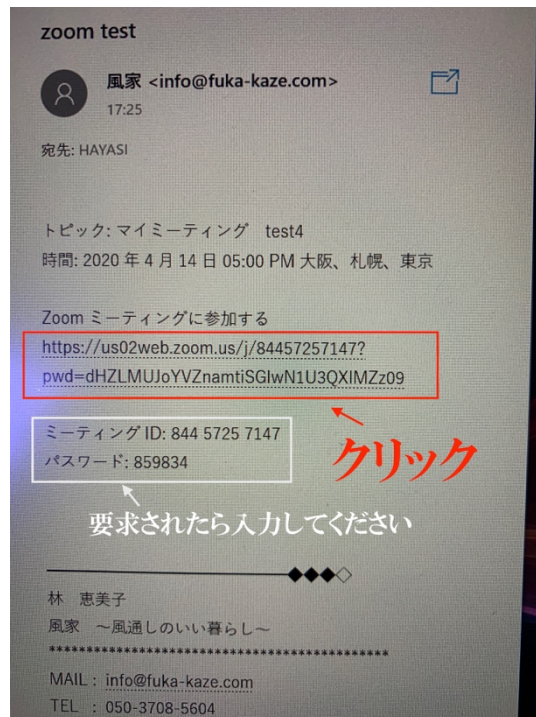 zoom test
風家 <info@fuka-kaze.com>
17:25
宛先: HAYASI
トピック: マイミーティング　test4
時間: 2020 年 4 月 14 日 05:00 PM 大阪、札幌、東京
Zoom ミーティングに参加する
https://us02web.zoom.us/j/84457257147?
pwd=dHZLMUJoYVZnamtiSGIwN1U3QXlMZz09
ミーティング ID: 844 5725 7147
パスワード: 859834
クリック
要求されたら入力してください
◆◆◆◇
林　恵美子
風家　～風通しのいい暮らし～
*********************************************
MAIL : info@fuka-kaze.com
TEL : 050-3708-5604